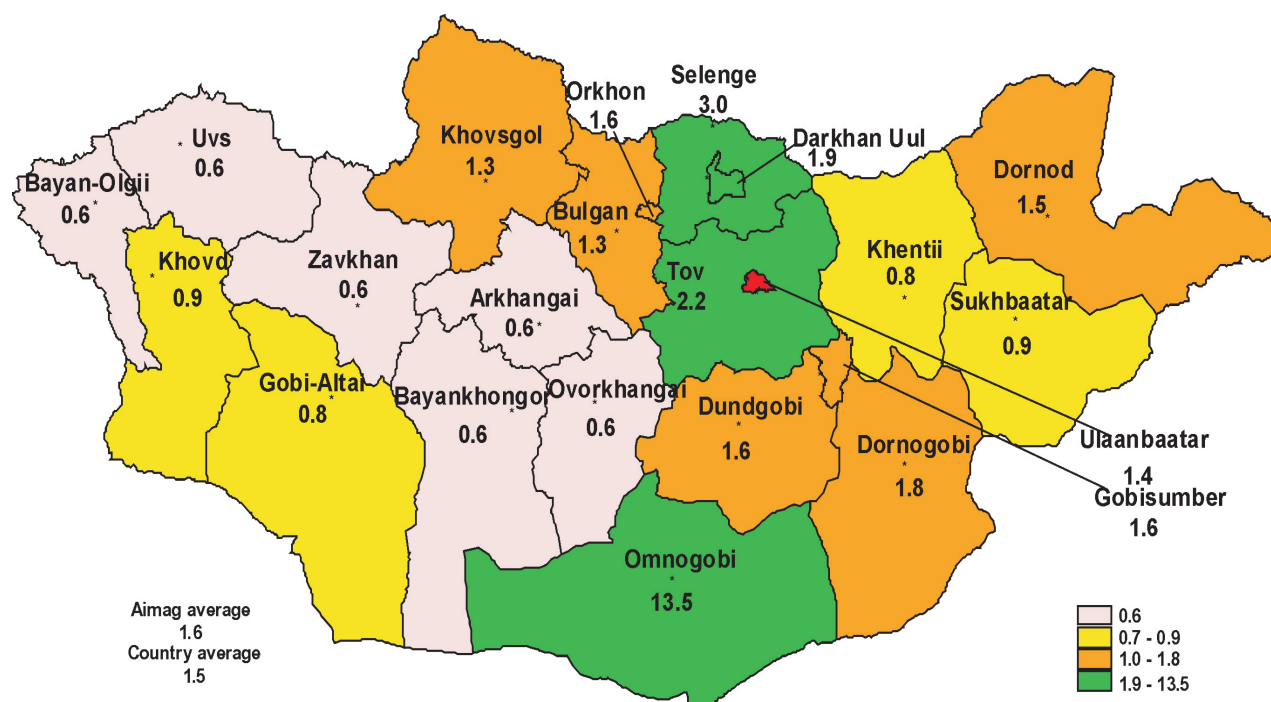 Selenge
3.0
Orkhon
1.6
Khovsgol
1.3
Uvs
0.6
Darkhan Uul
1.9
Dornod
1.5
Bayan-Olgii
0.6
Bulgan
1.3
Khovd
0.9
Zavkhan
0.6
Khentii
0.8
Tov
2.2
Arkhangai
0.6
Sukhbaatar
0.9
Gobi-Altai
0.8
Bayankhongor
0.6
Ovorkhangai
0.6
Dundgobi
1.6
Dornogobi
1.8
Ulaanbaatar
1.4
Gobisumber
1.6
Omnogobi
13.5
Aimag average
1.6
Country average
1.5
0.6
0.7 - 0.9
1.0 - 1.8
1.9 - 13.5